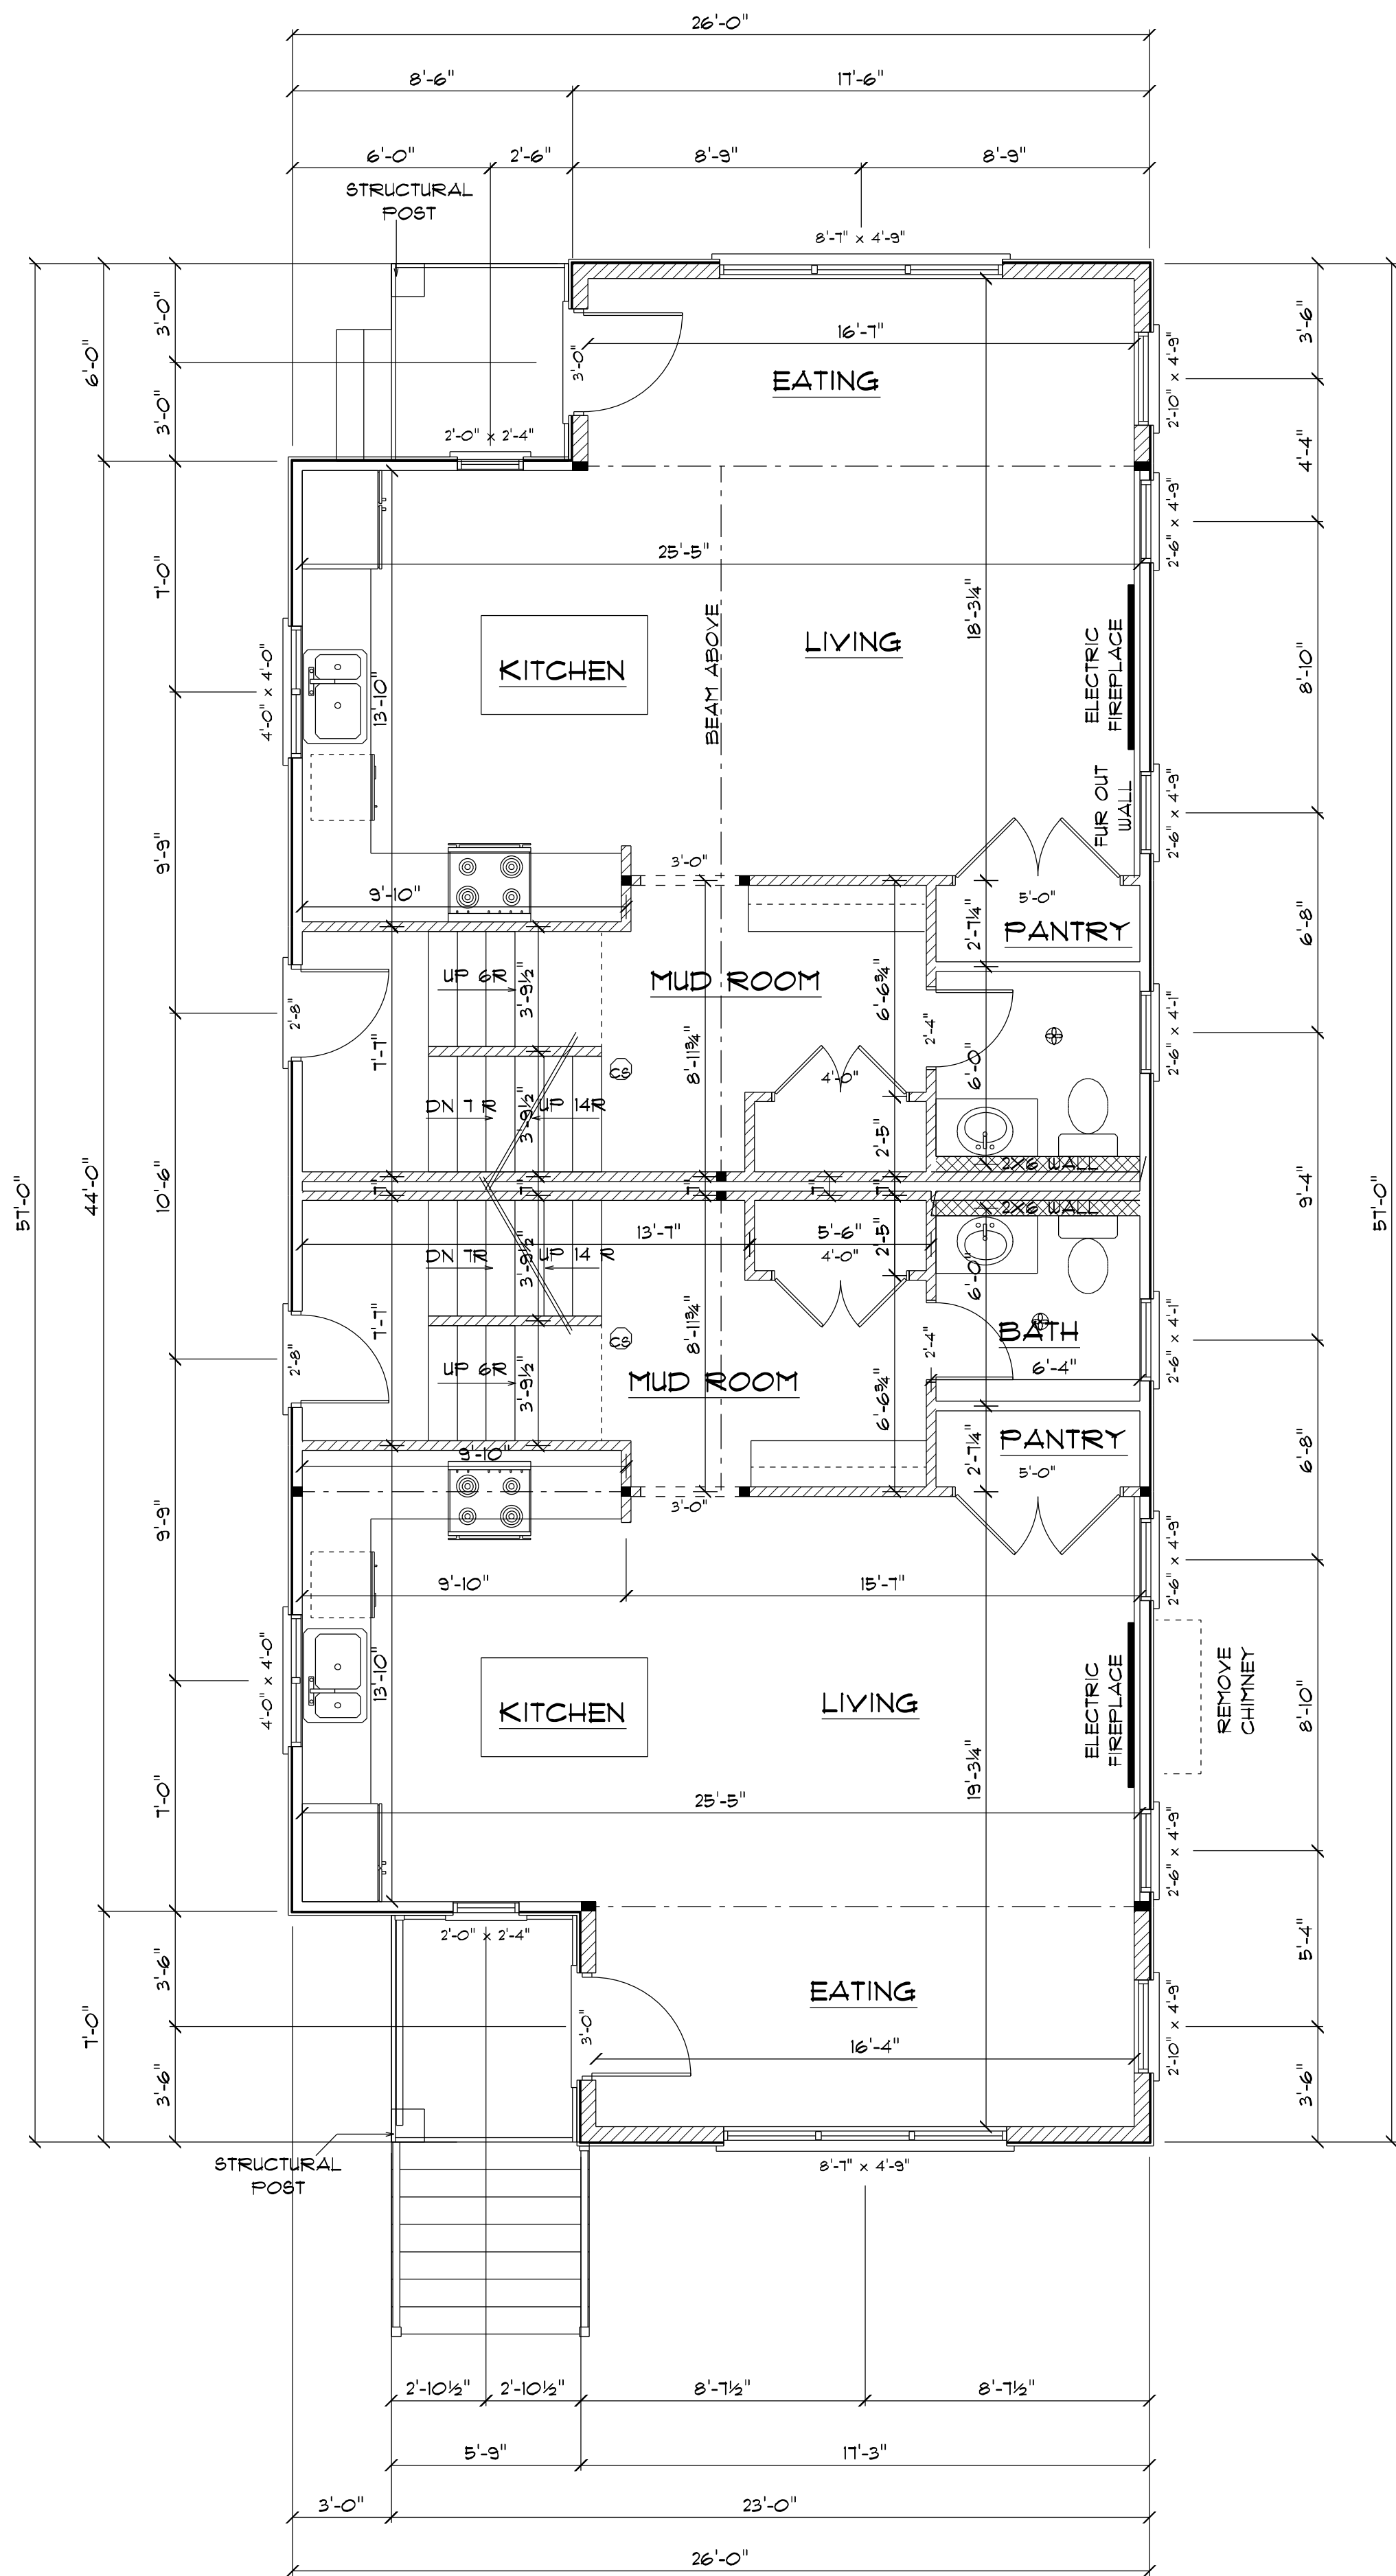 26'-0"
8'-6"
17'-6"
6'-0"
2'-6"
8'-9"
8'-9"
STRUCTURAL
POST
8'-7" x 4'-9"
3'-0"
6'-0"
3'-0"
3'-0"
16'-7"
EATING
2'-10" x 4'-9"
3'-6"
2'-0" x 2'-4"
4'-4"
2'-6" x 4'-9"
25'-5"
7'-0"
18'-3¼"
BEAM ABOVE
KITCHEN
LIVING
ELECTRIC
FIREPLACE
8'-10"
4'-0" x 4'-0"
13'-10"
FUR OUT
WALL
2'-6" x 4'-9"
9'-9"
3'-0"
9'-10"
5'-0"
PANTRY
2'-7¼"
6'-8"
UP 6R
3'-9½"
MUD ROOM
6'-6¾"
2'-8"
7'-7"
8'-11¾"
2'-4"
6'-0"
2'-6" x 4'-1"
CS
4'-0"
DN 7 R
3'-9½"
UP 14R
2'-5"
2X6 WALL
57'-0"
44'-0"
10'-6"
7"
7"
7"
7"
9'-4"
57'-0"
2X6 WALL
13'-7"
5'-6"
2'-5"
DN 7R
3'-9½"
UP 14 R
4'-0"
6'-0"
7'-7"
8'-11¾"
2'-4"
BATH
2'-6" x 4'-1"
CS
2'-8"
6'-4"
UP 6R
3'-9½"
MUD ROOM
6'-6¾"
PANTRY
2'-7¼"
6'-8"
9'-10"
5'-0"
3'-0"
9'-9"
2'-6" x 4'-9"
9'-10"
15'-7"
4'-0" x 4'-0"
13'-10"
KITCHEN
LIVING
ELECTRIC
FIREPLACE
REMOVE
CHIMNEY
8'-10"
19'-3¼"
7'-0"
25'-5"
2'-6" x 4'-9"
2'-0" x 2'-4"
5'-4"
3'-6"
EATING
7'-0"
3'-0"
16'-4"
2'-10" x 4'-9"
3'-6"
3'-6"
STRUCTURAL
POST
8'-7" x 4'-9"
2'-10½"
2'-10½"
8'-7½"
8'-7½"
5'-9"
17'-3"
3'-0"
23'-0"
26'-0"